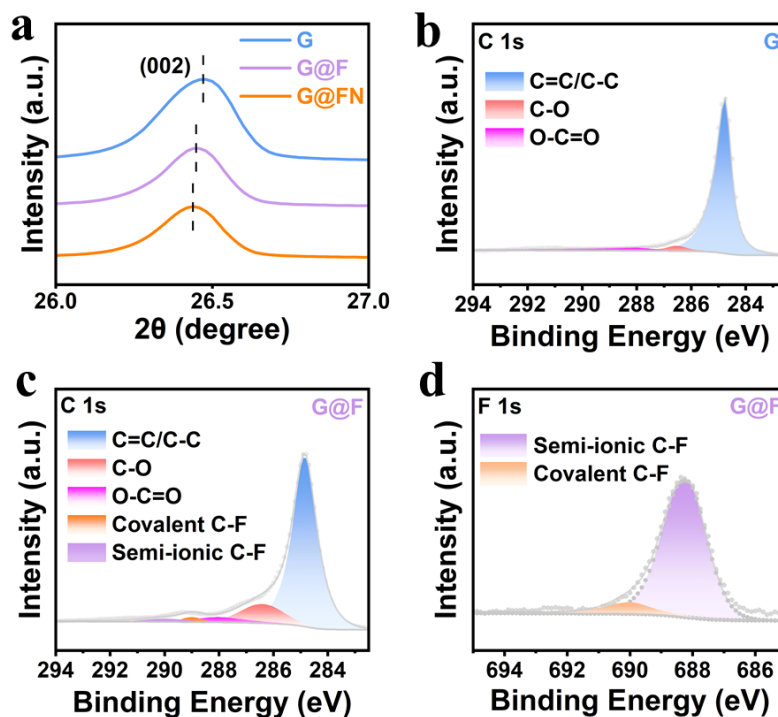 a
G
G@F
G@FN
(002)
Intensity (a.u.)
26.0 26.5 27.0
2θ (degree)
b
C 1s
G
C=C/C-C
C-O
O-C=O
Intensity (a.u.)
294 292 290 288 286 284
Binding Energy (eV)
c
C 1s
G@F
C=C/C-C
C-O
O-C=O
Covalent C-F
Semi-ionic C-F
Intensity (a.u.)
294 292 290 288 286 284
Binding Energy (eV)
d
F 1s
G@F
Semi-ionic C-F
Covalent C-F
Intensity (a.u.)
694 692 690 688 686
Binding Energy (eV)